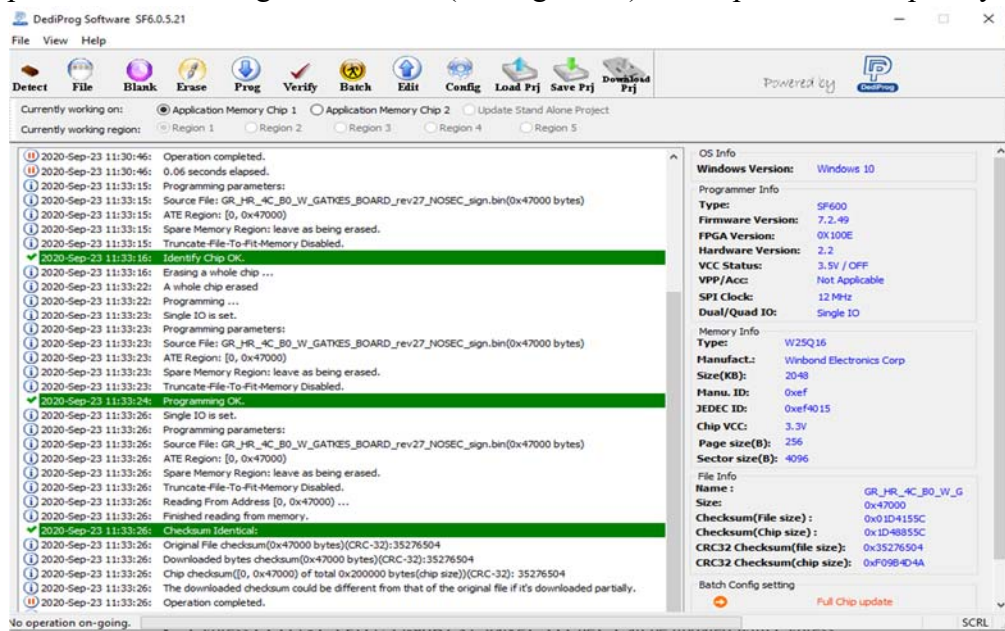 DediProg Software SF6.0.5.21
File View Help
Detect File Blank Erase Prog Verify Batch Edit Config Load Prj Save Prj Download Prj
Powered by DediProg
Currently working on: Application Memory Chip 1 Application Memory Chip 2 Update Stand Alone Project
Currently working region: Region 1 Region 2 Region 3 Region 4 Region 5
2020-Sep-23 11:30:46: Operation completed.
2020-Sep-23 11:30:46: 0.06 seconds elapsed.
2020-Sep-23 11:33:15: Programming parameters:
2020-Sep-23 11:33:15: Source File: GR_HR_4C_B0_W_GATKES_BOARD_rev27_NOSEC_sign.bin(0x47000 bytes)
2020-Sep-23 11:33:15: ATE Region: [0, 0x47000)
2020-Sep-23 11:33:15: Spare Memory Region: leave as being erased.
2020-Sep-23 11:33:15: Truncate-File-To-Fit-Memory Disabled.
2020-Sep-23 11:33:16: Identify Chip OK.
2020-Sep-23 11:33:16: Erasing a whole chip ...
2020-Sep-23 11:33:22: A whole chip erased
2020-Sep-23 11:33:22: Programming ...
2020-Sep-23 11:33:23: Single IO is set.
2020-Sep-23 11:33:23: Programming parameters:
2020-Sep-23 11:33:23: Source File: GR_HR_4C_B0_W_GATKES_BOARD_rev27_NOSEC_sign.bin(0x47000 bytes)
2020-Sep-23 11:33:23: ATE Region: [0, 0x47000)
2020-Sep-23 11:33:23: Spare Memory Region: leave as being erased.
2020-Sep-23 11:33:23: Truncate-File-To-Fit-Memory Disabled.
2020-Sep-23 11:33:24: Programming OK.
2020-Sep-23 11:33:26: Single IO is set.
2020-Sep-23 11:33:26: Programming parameters:
2020-Sep-23 11:33:26: Source File: GR_HR_4C_B0_W_GATKES_BOARD_rev27_NOSEC_sign.bin(0x47000 bytes)
2020-Sep-23 11:33:26: ATE Region: [0, 0x47000)
2020-Sep-23 11:33:26: Spare Memory Region: leave as being erased.
2020-Sep-23 11:33:26: Truncate-File-To-Fit-Memory Disabled.
2020-Sep-23 11:33:26: Reading From Address [0, 0x47000) ...
2020-Sep-23 11:33:26: Finished reading from memory.
2020-Sep-23 11:33:26: Checksum Identical:
2020-Sep-23 11:33:26: Original File checksum(0x47000 bytes)(CRC-32):35276504
2020-Sep-23 11:33:26: Downloaded bytes checksum(0x47000 bytes)(CRC-32):35276504
2020-Sep-23 11:33:26: Chip checksum([0, 0x47000) of total 0x200000 bytes(chip size))(CRC-32): 35276504
2020-Sep-23 11:33:26: The downloaded checksum could be different from that of the original file if it's downloaded partially.
2020-Sep-23 11:33:26: Operation completed.
OS Info
Windows Version: Windows 10
Programmer Info
Type: SF600
Firmware Version: 7.2.49
FPGA Version: 0X100E
Hardware Version: 2.2
VCC Status: 3.5V / OFF
VPP/Acc: Not Applicable
SPI Clock: 12 MHz
Dual/Quad IO: Single IO
Memory Info
Type: W25Q16
Manufact.: Winbond Electronics Corp
Size(KB): 2048
Manu. ID: 0xef
JEDEC ID: 0xef4015
Chip VCC: 3.3V
Page size(B): 256
Sector size(B): 4096
File Info
Name : GR_HR_4C_B0_W_G
Size: 0x47000
Checksum(File size) : 0x01D4155C
Checksum(Chip size) : 0x1D48855C
CRC32 Checksum(file size): 0x35276504
CRC32 Checksum(chip size): 0xF09B4D4A
Batch Config setting
Full Chip update
No operation on-going. SCRL